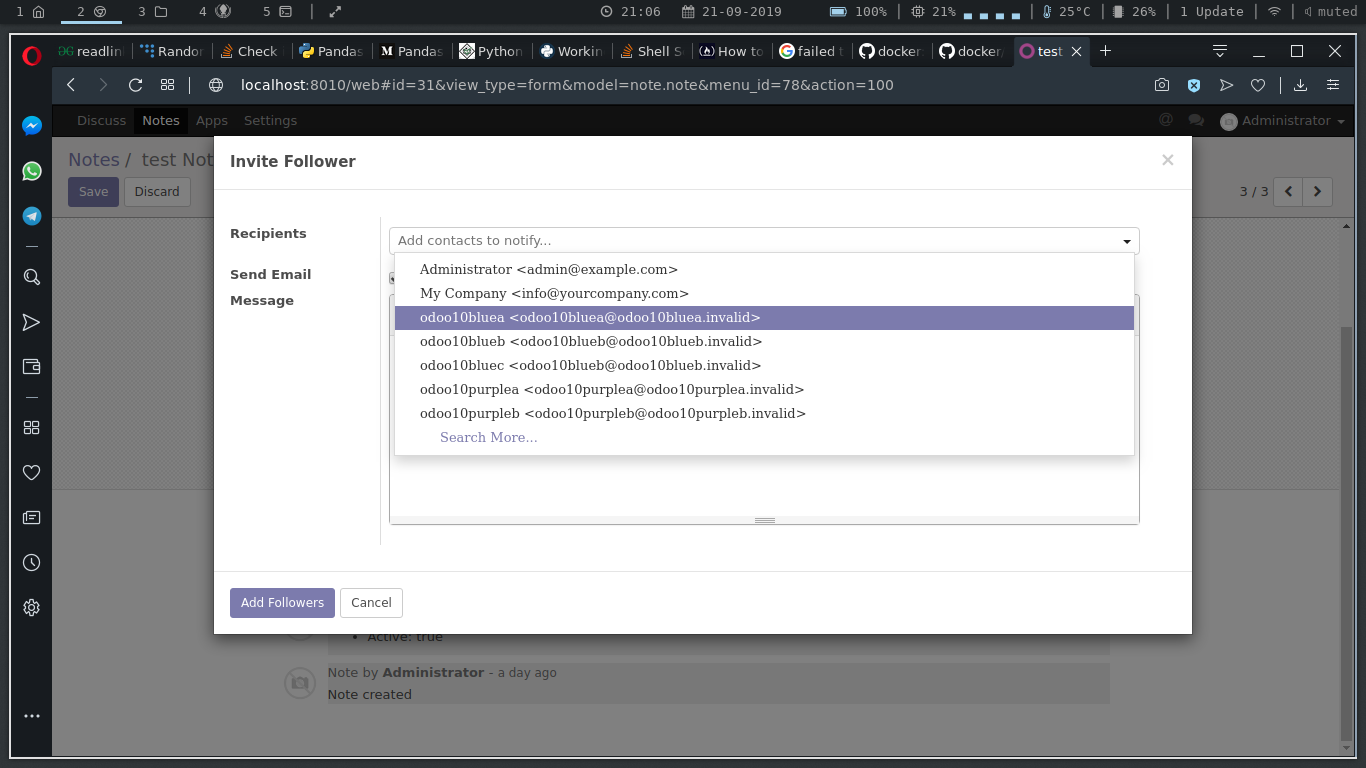 1 2 3 4 5 21:06 21-09-2019 100% 21% 25°C 26% 1 Update muted
readlin Randor Check Pandas Pandas Python Workin Shell S How to failed t docker- docker/ test
localhost:8010/web#id=31&view_type=form&model=note.note&menu_id=78&action=100
Discuss Notes Apps Settings @ Administrator
Notes / test Not
Save Discard
3 / 3
Invite Follower ×
Recipients
Add contacts to notify...
Send Email
Message
Administrator <admin@example.com>
My Company <info@yourcompany.com>
odoo10bluea <odoo10bluea@odoo10bluea.invalid>
odoo10blueb <odoo10blueb@odoo10blueb.invalid>
odoo10bluec <odoo10blueb@odoo10blueb.invalid>
odoo10purplea <odoo10purplea@odoo10purplea.invalid>
odoo10purpleb <odoo10purpleb@odoo10purpleb.invalid>
Search More...
Add Followers Cancel
• Active: true
Note by Administrator - a day ago
Note created